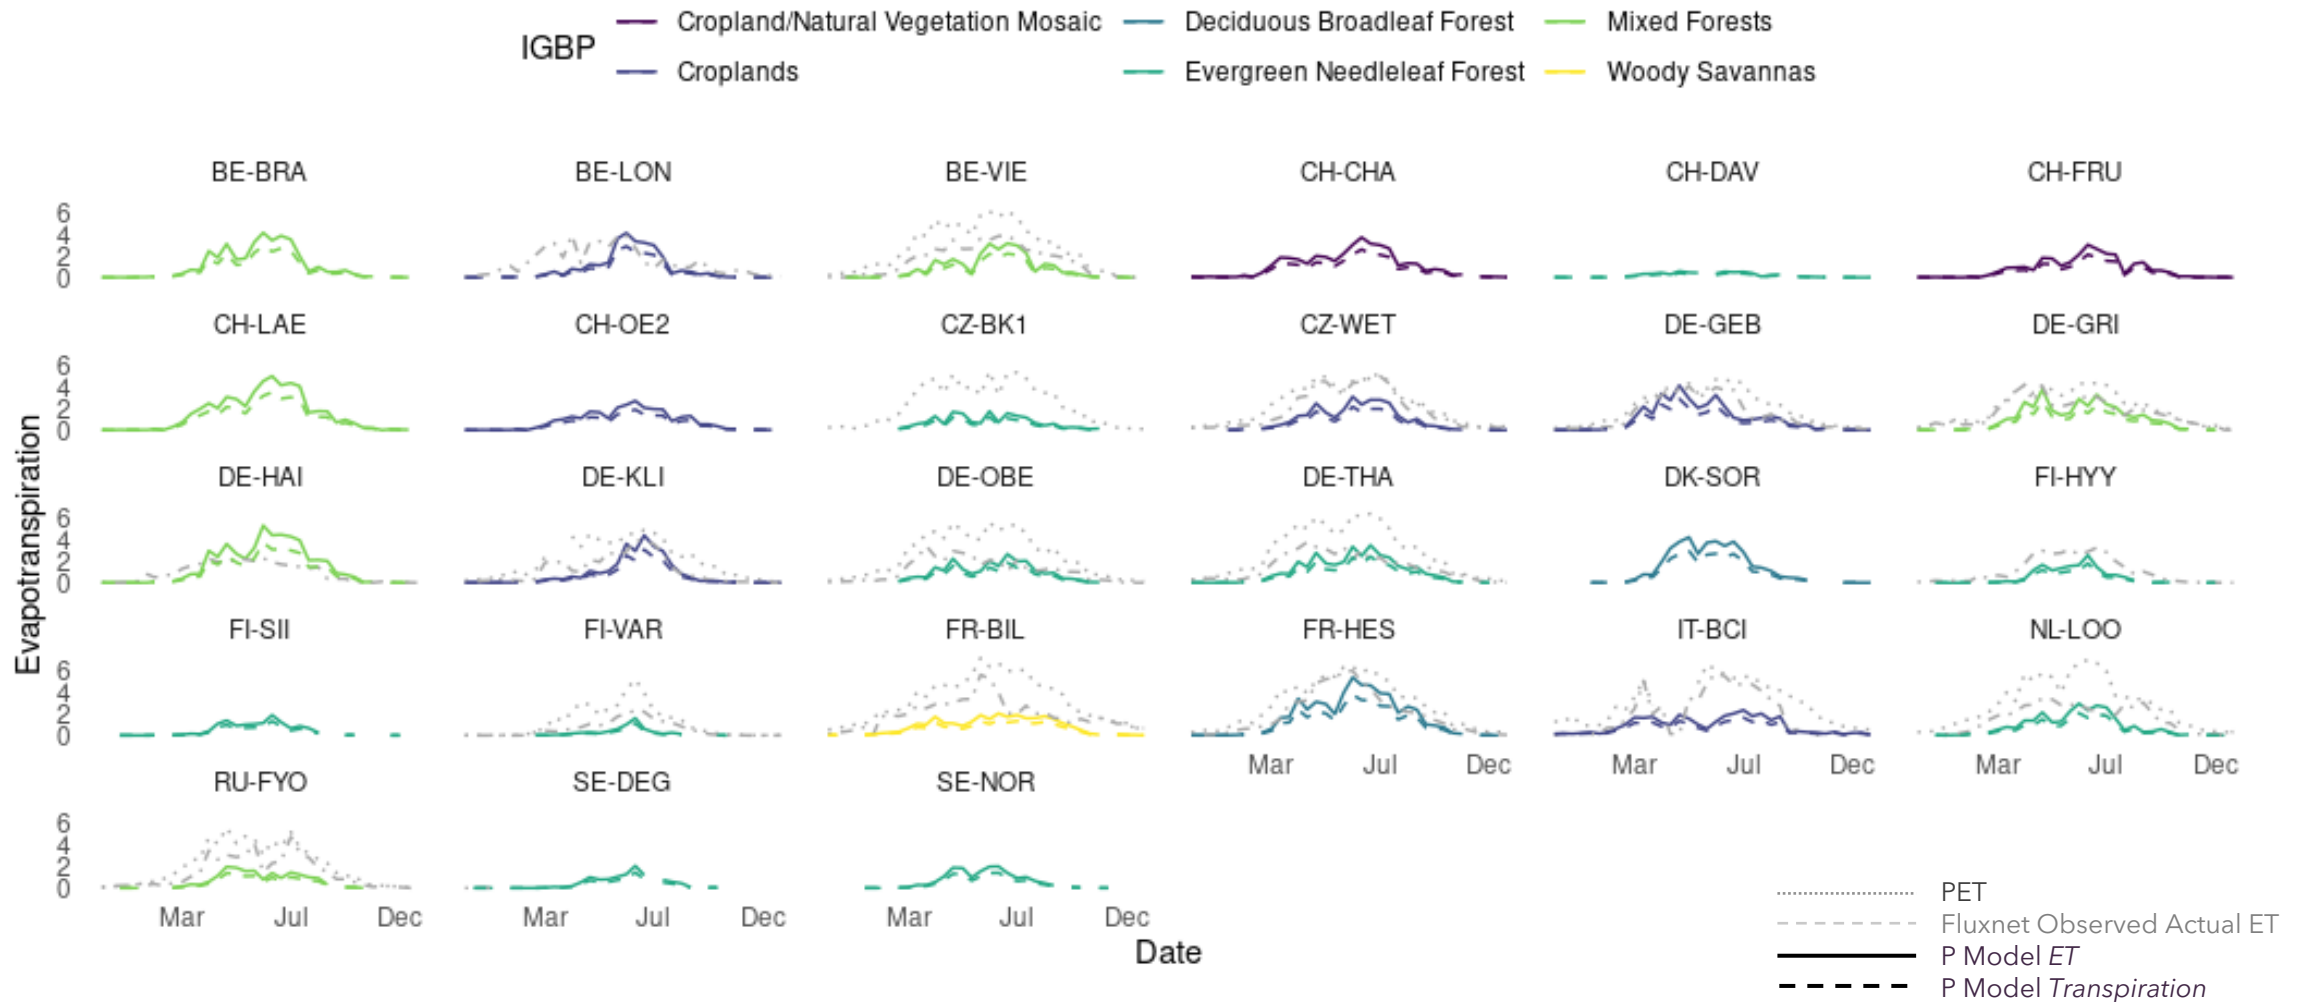 IGBP
Cropland/Natural Vegetation Mosaic
Deciduous Broadleaf Forest
Mixed Forests
Croplands
Evergreen Needleleaf Forest
Woody Savannas
BE-BRA
BE-LON
BE-VIE
CH-CHA
CH-DAV
CH-FRU
6
4
2
0
CH-LAE
CH-OE2
CZ-BK1
CZ-WET
DE-GEB
DE-GRI
6
4
2
0
Evapotranspiration
DE-HAI
DE-KLI
DE-OBE
DE-THA
DK-SOR
FI-HYY
6
4
2
0
FI-SII
FI-VAR
FR-BIL
FR-HES
IT-BCI
NL-LOO
6
4
2
0
Mar Jul Dec
Mar Jul Dec
Mar Jul Dec
RU-FYO
SE-DEG
SE-NOR
6
4
2
0
Mar Jul Dec
Mar Jul Dec
Mar Jul Dec
Date
PET
Fluxnet Observed Actual ET
P Model ET
P Model Transpiration